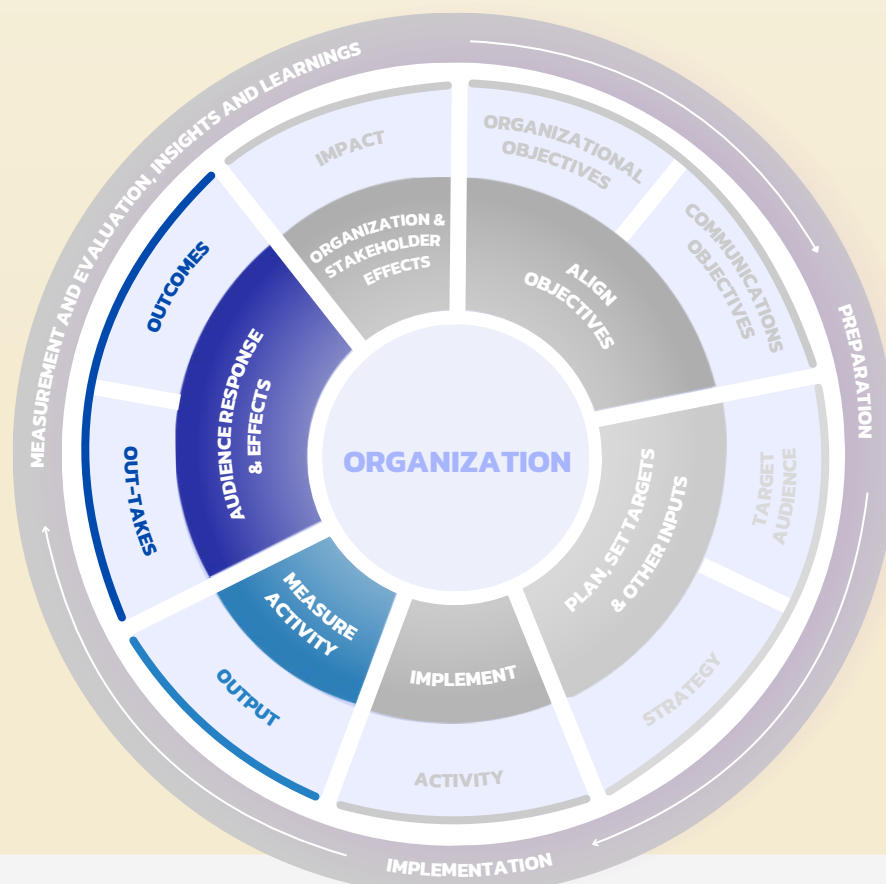 MEASUREMENT AND EVALUATION, INSIGHTS AND LEARNINGS
PREPARATION
IMPLEMENTATION
ORGANIZATIONAL
OBJECTIVES
COMMUNICATIONS
OBJECTIVES
ALIGN
OBJECTIVES
TARGET
AUDIENCE
STRATEGY
PLAN, SET TARGETS
& OTHER INPUTS
ACTIVITY
IMPLEMENT
OUTPUT
MEASURE
ACTIVITY
OUT-TAKES
OUTCOMES
AUDIENCE RESPONSE
& EFFECTS
IMPACT
ORGANIZATION &
STAKEHOLDER
EFFECTS
ORGANIZATION